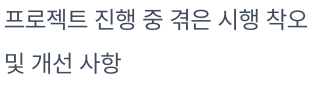 프로젝트 진행 중 겪은 시행 착오
및 개선 사항